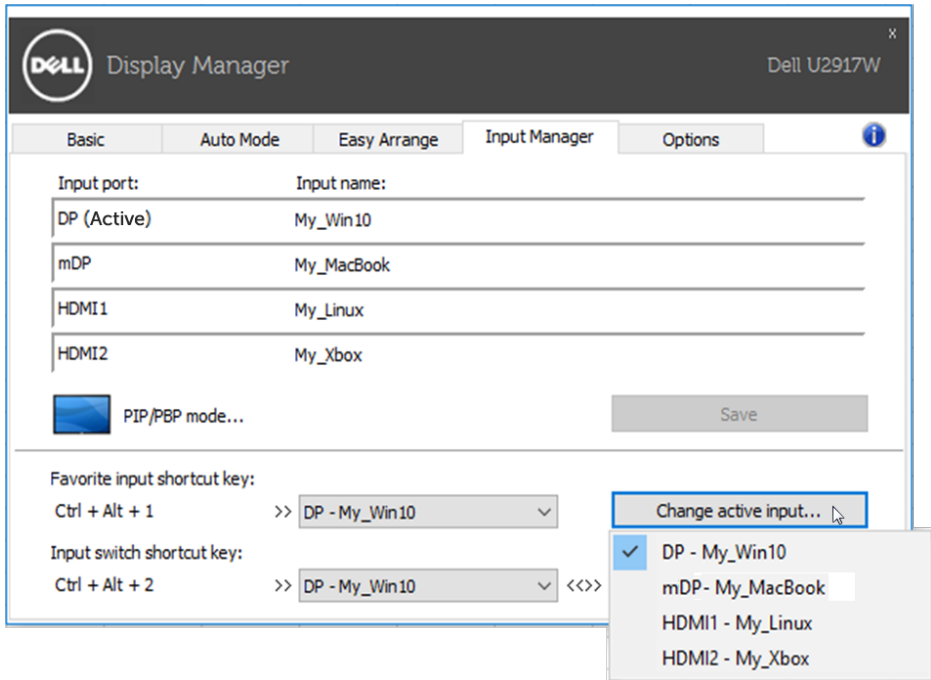 x
DELL Display Manager Dell U2917W
Basic Auto Mode Easy Arrange Input Manager Options i
Input port: Input name:
DP (Active) My_Win10
mDP My_MacBook
HDMI1 My_Linux
HDMI2 My_Xbox
PIP/PBP mode... Save
Favorite input shortcut key:
Ctrl + Alt + 1 >> DP - My_Win10 Change active input...
Input switch shortcut key:
Ctrl + Alt + 2 >> DP - My_Win10 <<>>
DP - My_Win10
mDP- My_MacBook
HDMI1 - My_Linux
HDMI2 - My_Xbox